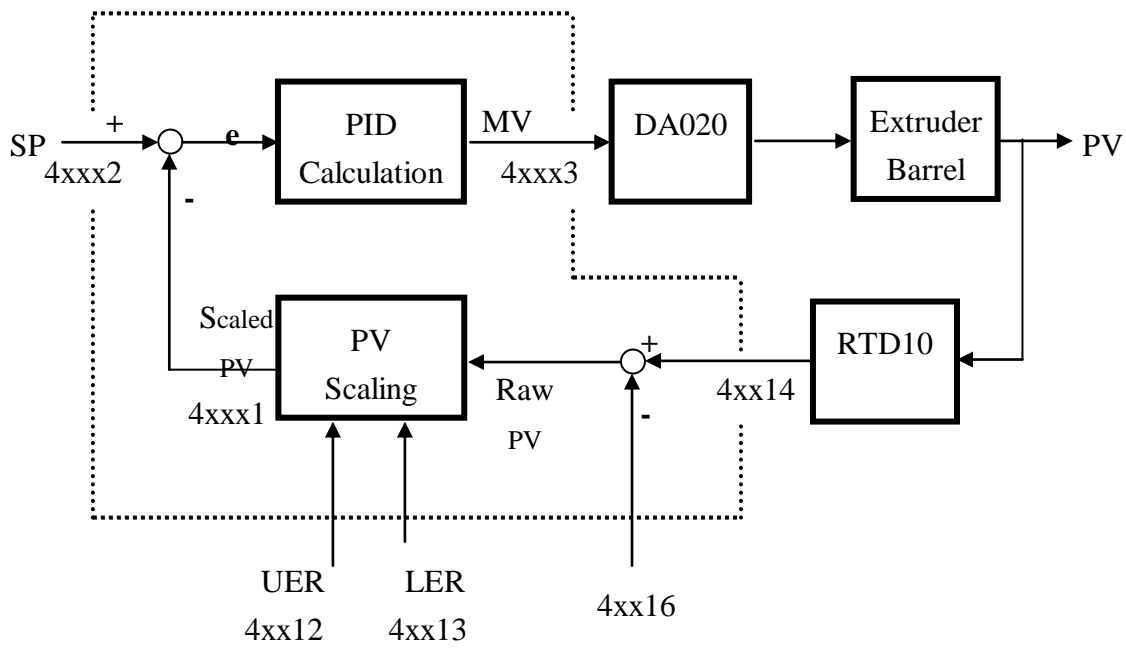 SP
+
4xxx2
-
e
PID
Calculation
MV
4xxx3
DA020
Extruder
Barrel
PV
Scaled
PV
4xxx1
PV
Scaling
Raw
PV
+
-
4xx14
RTD10
UER
4xx12
LER
4xx13
4xx16